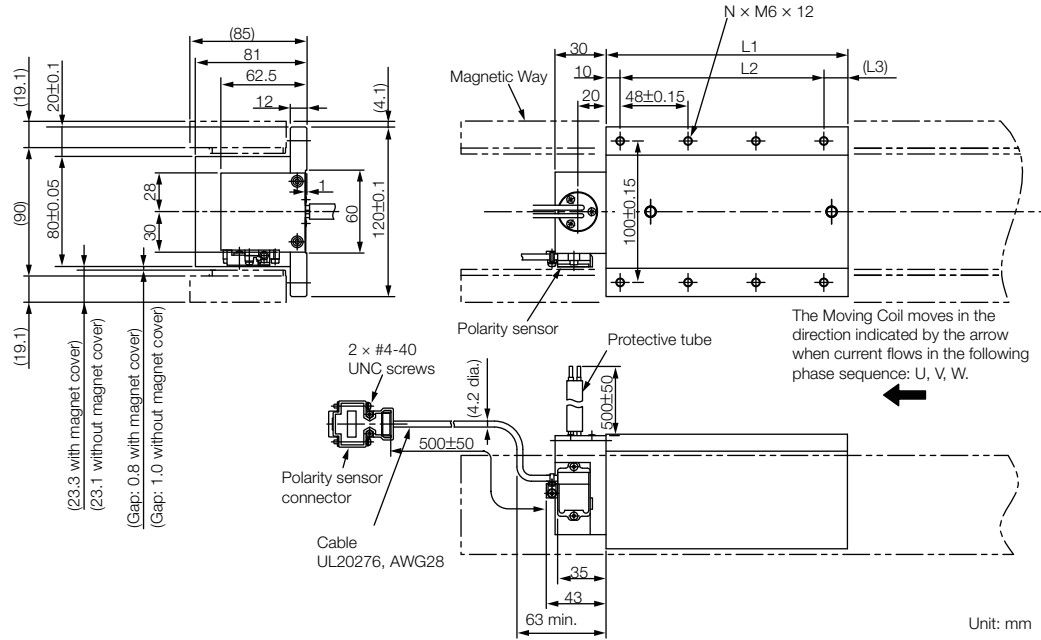 N × M6 × 12
(85)
81
62.5
12
(19.1)
20±0.1
(4.1)
(90)
80±0.05
28
30
1
60
120±0.1
(19.1)
(23.3 with magnet cover)
(23.1 without magnet cover)
(Gap: 0.8 with magnet cover)
(Gap: 1.0 without magnet cover)
30
L1
10
L2
(L3)
Magnetic Way
20
48±0.15
100±0.15
Polarity sensor
The Moving Coil moves in the
direction indicated by the arrow
when current flows in the following
phase sequence: U, V, W.
2 × #4-40
UNC screws
Protective tube
(4.2 dia.)
500±50
500±50
Polarity sensor
connector
Cable
UL20276, AWG28
35
43
63 min.
Unit: mm